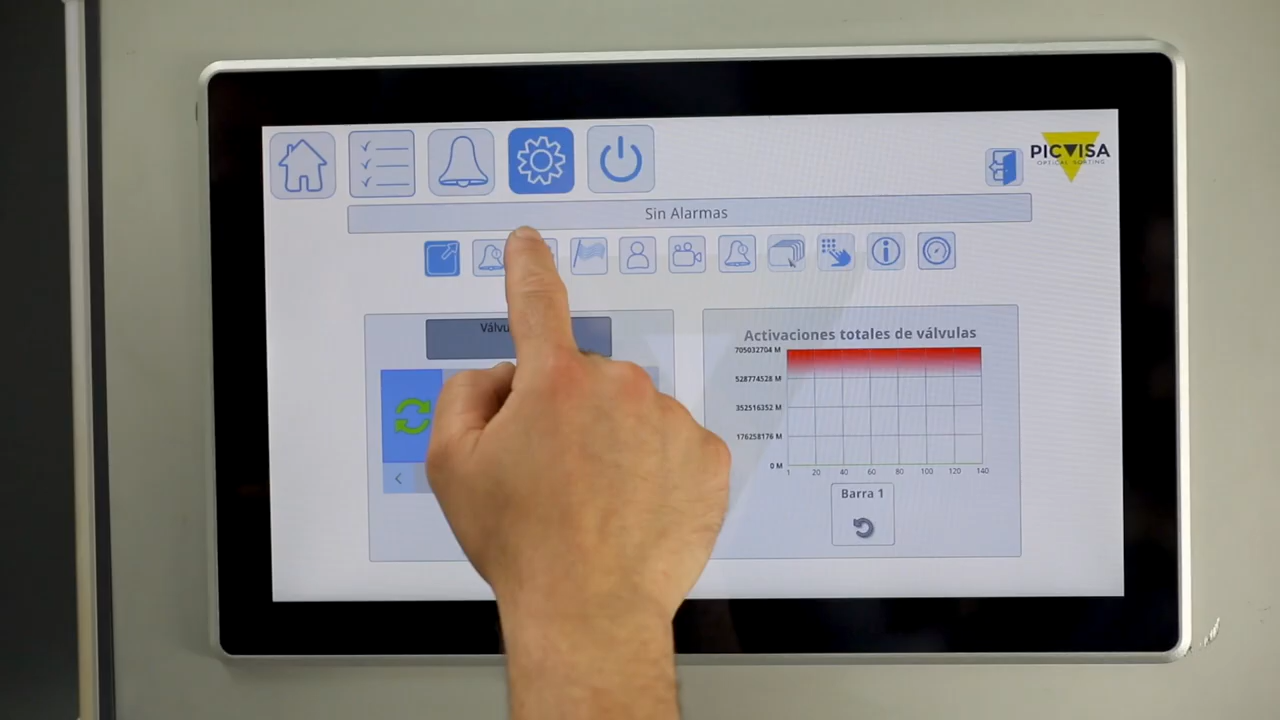 PICVISA
OPTICAL SORTING
Sin Alarmas
Activaciones totales de válvulas
705032704 M
528774528 M
352516352 M
176258176 M
0 M
1 20 40 60 80 100 120 140
Barra 1